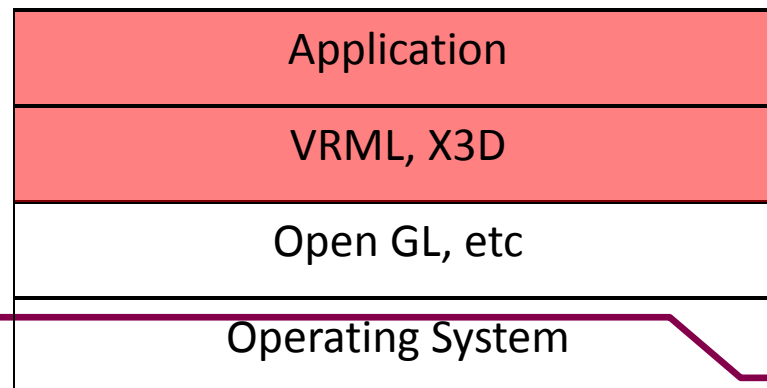 Application
VRML, X3D
Open GL, etc
Operating System